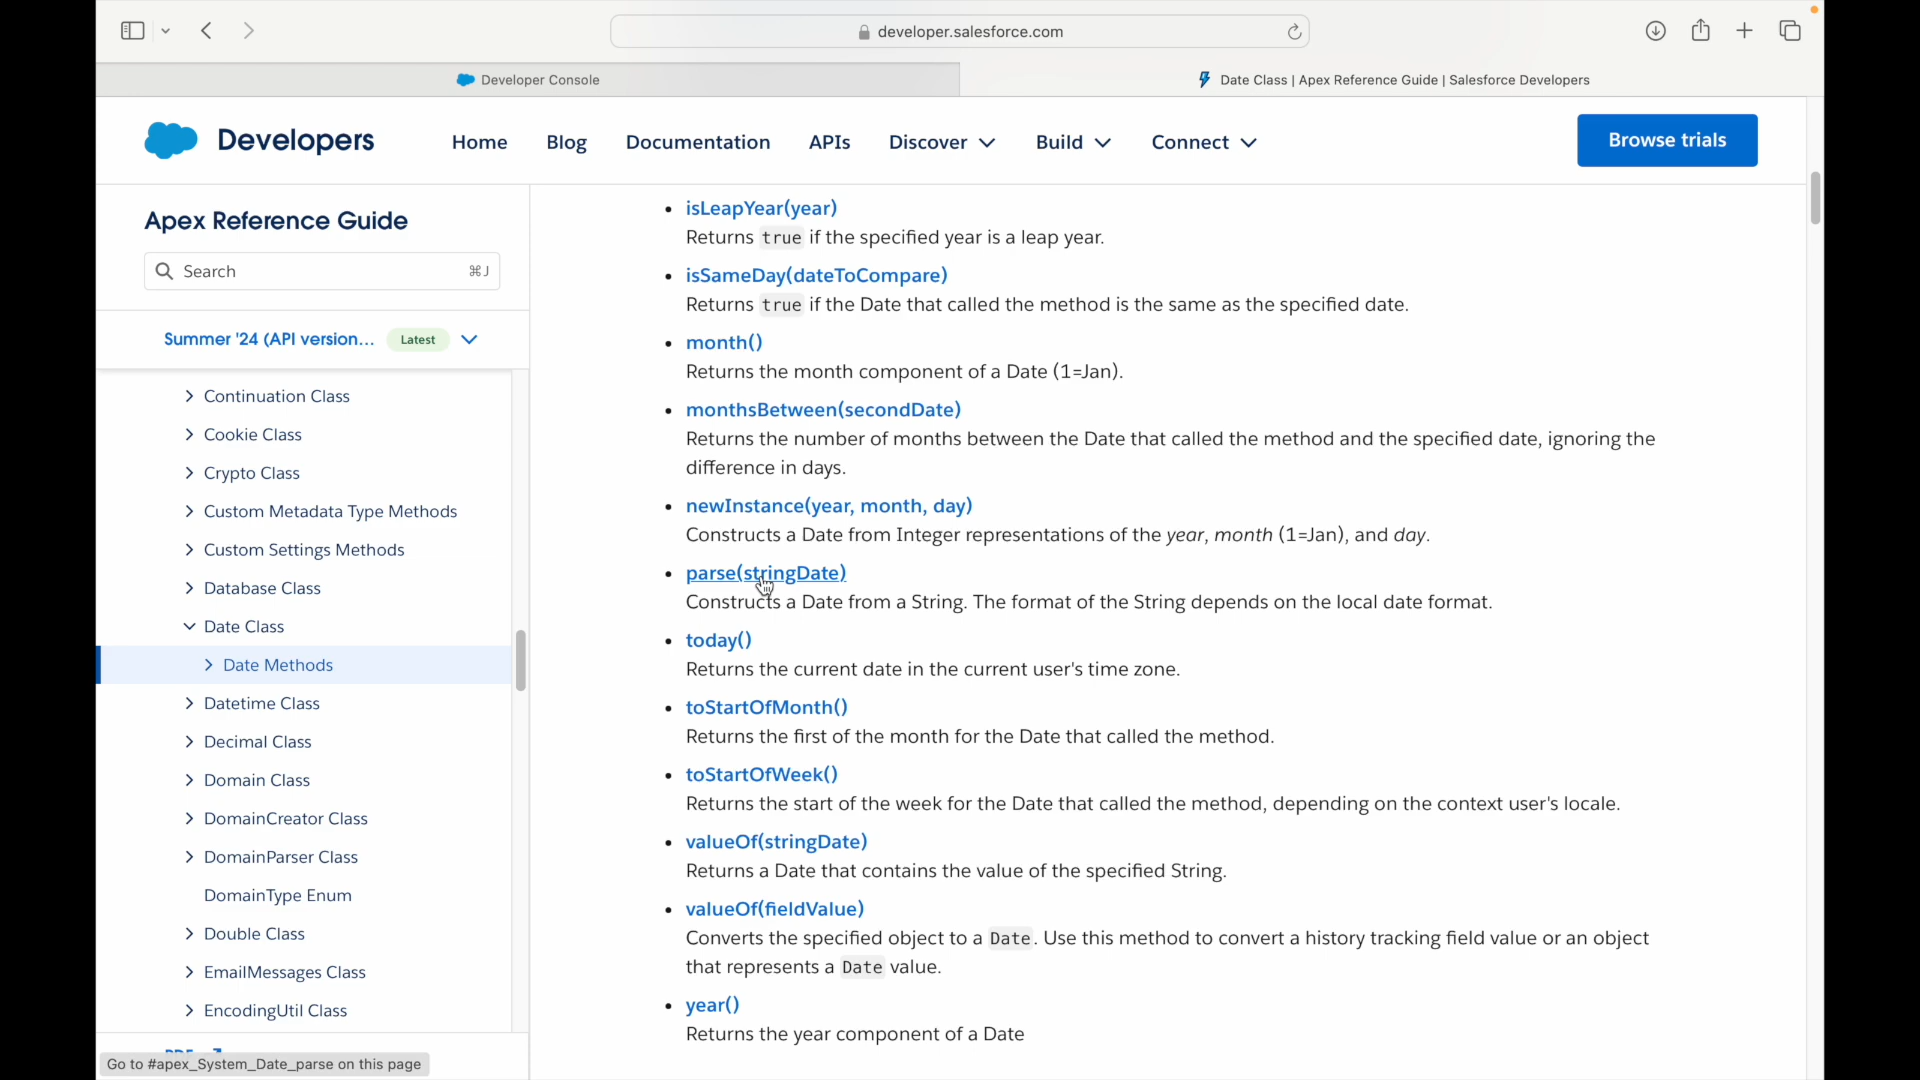 developer.salesforce.com
Developer Console
Date Class | Apex Reference Guide | Salesforce Developers
Developers
Home
Blog
Documentation
APIs
Discover
Build
Connect
Browse trials
Apex Reference Guide
Search
⌘J
Summer '24 (API version...
Latest
Continuation Class
Cookie Class
Crypto Class
Custom Metadata Type Methods
Custom Settings Methods
Database Class
Date Class
Date Methods
Datetime Class
Decimal Class
Domain Class
DomainCreator Class
DomainParser Class
DomainType Enum
Double Class
EmailMessages Class
EncodingUtil Class
Go to #apex_System_Date_parse on this page
isLeapYear(year)
Returns true if the specified year is a leap year.
isSameDay(dateToCompare)
Returns true if the Date that called the method is the same as the specified date.
month()
Returns the month component of a Date (1=Jan).
monthsBetween(secondDate)
Returns the number of months between the Date that called the method and the specified date, ignoring the
difference in days.
newInstance(year, month, day)
Constructs a Date from Integer representations of the year, month (1=Jan), and day.
parse(stringDate)
Constructs a Date from a String. The format of the String depends on the local date format.
today()
Returns the current date in the current user's time zone.
toStartOfMonth()
Returns the first of the month for the Date that called the method.
toStartOfWeek()
Returns the start of the week for the Date that called the method, depending on the context user's locale.
valueOf(stringDate)
Returns a Date that contains the value of the specified String.
valueOf(fieldValue)
Converts the specified object to a Date. Use this method to convert a history tracking field value or an object
that represents a Date value.
year()
Returns the year component of a Date